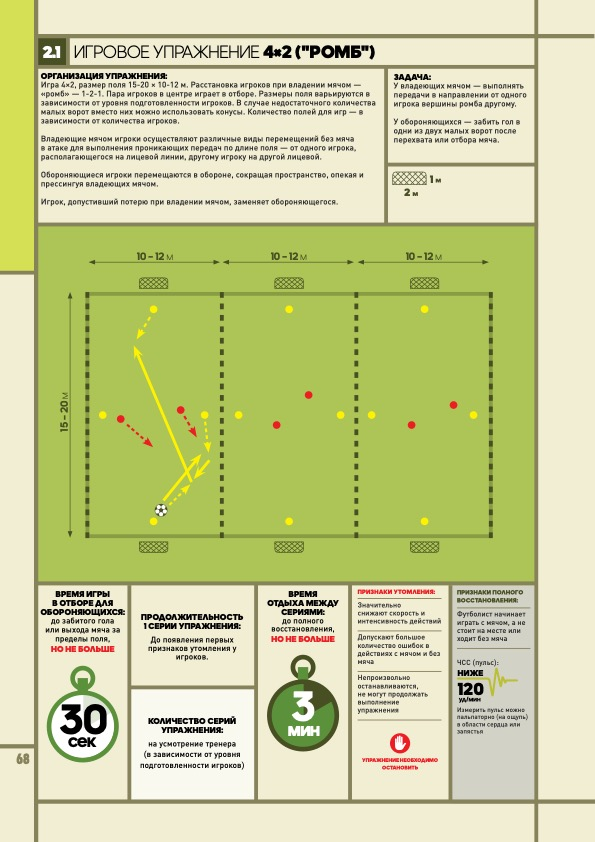 2.1 ИГРОВОЕ УПРАЖНЕНИЕ 4×2 ("РОМБ")
ОРГАНИЗАЦИЯ УПРАЖНЕНИЯ:
Игра 4×2, размер поля 15-20 × 10-12 м. Расстановка игроков при владении мячом —
«ромб» — 1-2-1. Пара игроков в центре играет в отборе. Размеры поля варьируются в
зависимости от уровня подготовленности игроков. В случае недостаточного количества
малых ворот вместо них можно использовать конусы. Количество полей для игр — в
зависимости от количества игроков.
Владеющие мячом игроки осуществляют различные виды перемещений без мяча
в атаке для выполнения проникающих передач по длине поля — от одного игрока,
располагающегося на лицевой линии, другому игроку на другой лицевой.
Обороняющиеся игроки перемещаются в обороне, сокращая пространство, опекая и
прессингуя владеющих мячом.
Игрок, допустивший потерю при владении мячом, заменяет обороняющегося.
ЗАДАЧА:
У владеющих мячом — выполнять
передачи в направлении от одного
игрока вершины ромба другому.
У обороняющихся — забить гол в
одни из двух малых ворот после
перехвата или отбора мяча.
1 м
2 м
10 – 12 м
10 – 12 м
10 – 12 м
15 – 20 м
ВРЕМЯ ИГРЫ
В ОТБОРЕ ДЛЯ
ОБОРОНЯЮЩИХСЯ:
до забитого гола
или выхода мяча за
пределы поля,
НО НЕ БОЛЬШЕ
30
сек
ПРОДОЛЖИТЕЛЬНОСТЬ
1 СЕРИИ УПРАЖНЕНИЯ:
До появления первых
признаков утомления у
игроков.
КОЛИЧЕСТВО СЕРИЙ
УПРАЖНЕНИЯ:
на усмотрение тренера
(в зависимости от уровня
подготовленности игроков)
ВРЕМЯ
ОТДЫХА МЕЖДУ
СЕРИЯМИ:
до полного
восстановления,
НО НЕ БОЛЬШЕ
3
МИН
ПРИЗНАКИ УТОМЛЕНИЯ:
Значительно
снижают скорость и
интенсивность действий
Допускают большое
количество ошибок в
действиях с мячом и без
мяча
Непроизвольно
останавливаются,
не могут продолжать
выполнение
упражнения
УПРАЖНЕНИЕ НЕОБХОДИМО
ОСТАНОВИТЬ
ПРИЗНАКИ ПОЛНОГО
ВОССТАНОВЛЕНИЯ:
Футболист начинает
играть с мячом, а не
стоит на месте или
ходит без мяча
ЧСС (пульс):
НИЖЕ
120
уд/мин
Измерить пульс можно
пальпаторно (на ощупь)
в области сердца или
запястья
68